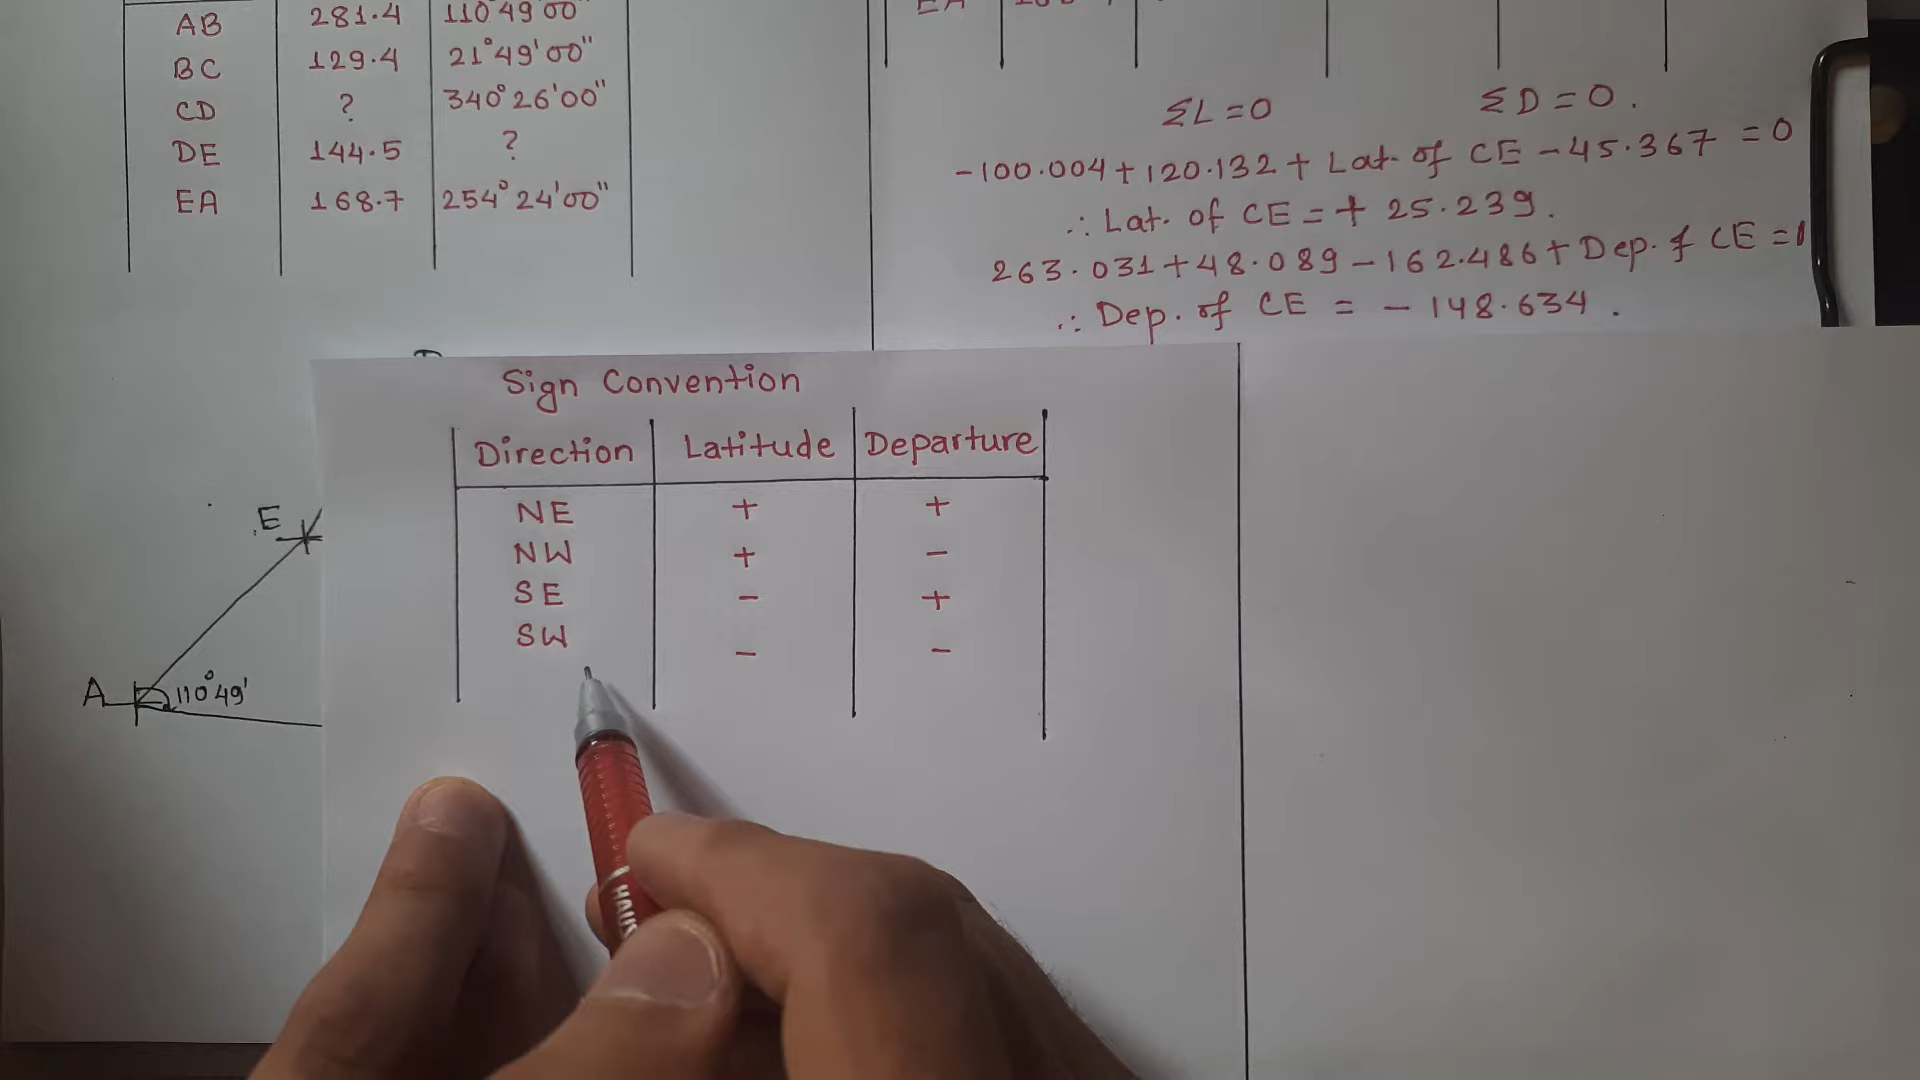 AB 281.4 110°49'00"
BC 129.4 21°49'00"
CD ? 340°26'00"
DE 144.5 ?
EA 168.7 254°24'00"
EA
ΣL = 0 ΣD = 0.
-100.004 + 120.132 + Lat. of CE - 45.367 = 0
∴ Lat. of CE = + 25.239.
263.031 + 48.089 - 162.486 + Dep. of CE =
∴ Dep. of CE = - 148.634.
Sign Convention
Direction Latitude Departure
NE + +
NW + -
SE - +
SW - -
E
A 110°49'